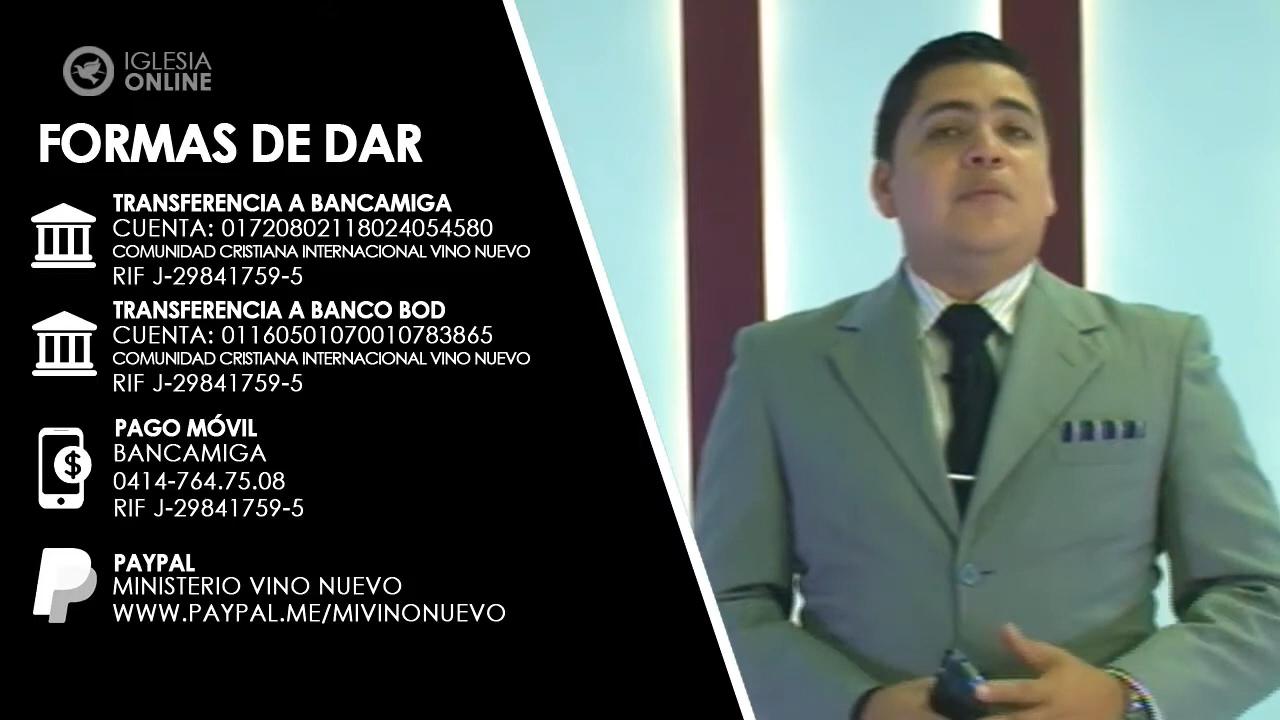 IGLESIA
ONLINE
FORMAS DE DAR
TRANSFERENCIA A BANCAMIGA
CUENTA: 01720802118024054580
COMUNIDAD CRISTIANA INTERNACIONAL VINO NUEVO
RIF J-29841759-5
TRANSFERENCIA A BANCO BOD
CUENTA: 01160501070010783865
COMUNIDAD CRISTIANA INTERNACIONAL VINO NUEVO
RIF J-29841759-5
PAGO MÓVIL
BANCAMIGA
0414-764.75.08
RIF J-29841759-5
PAYPAL
MINISTERIO VINO NUEVO
WWW.PAYPAL.ME/MIVINONUEVO